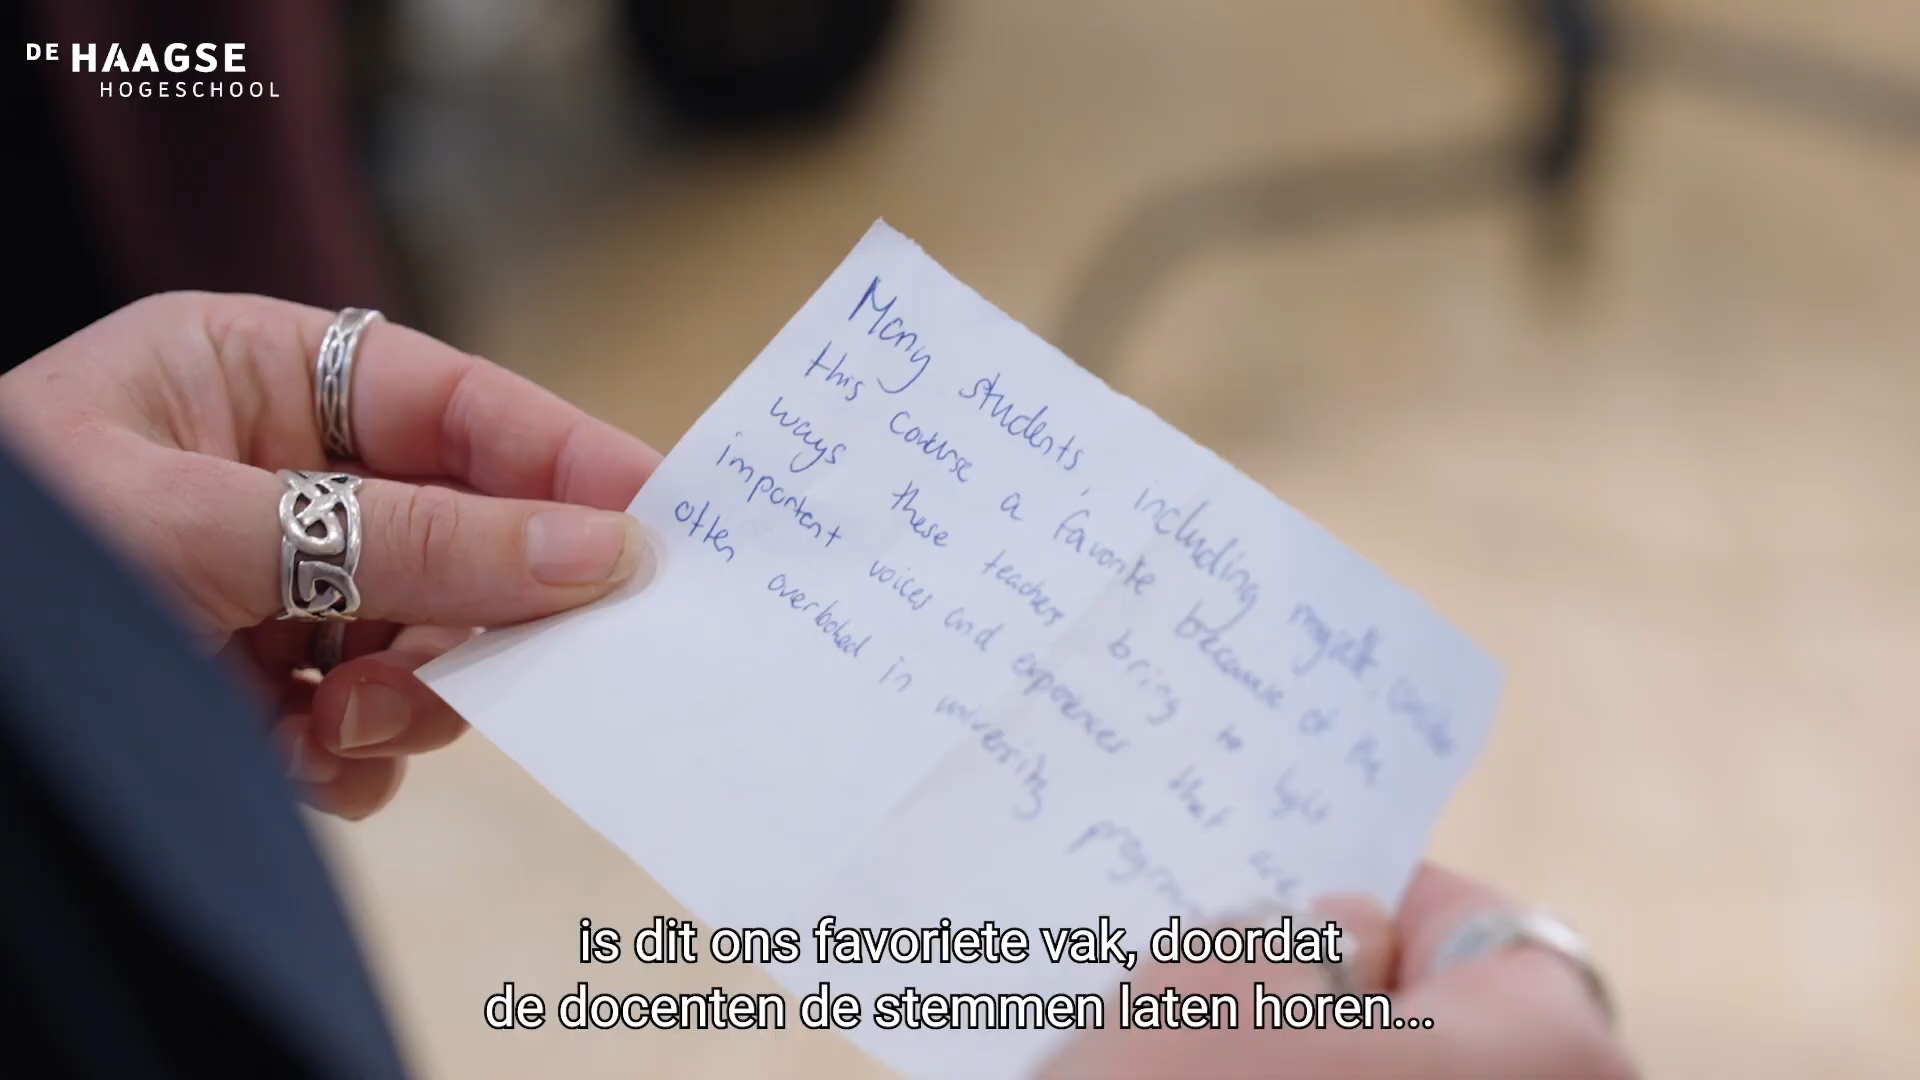 DE HAAGSE
HOGESCHOOL
Many students, including myself, consider
this course a favorite because of the
ways these teachers bring to light
important voices and experiences that are
often overlooked in university
is dit ons favoriete vak, doordat
de docenten de stemmen laten horen...